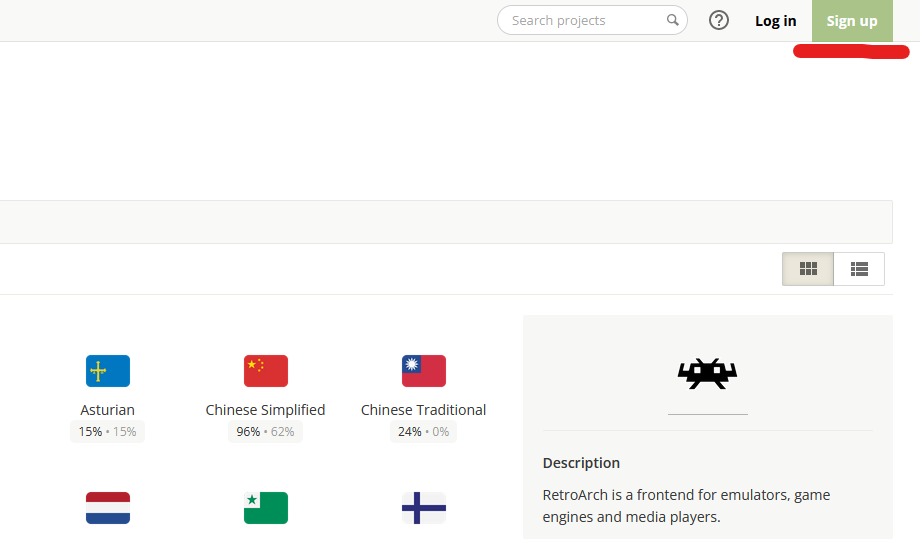 Search projects
Log in
Sign up
Asturian
15% • 15%
Chinese Simplified
96% • 62%
Chinese Traditional
24% • 0%
Description
RetroArch is a frontend for emulators, game
engines and media players.